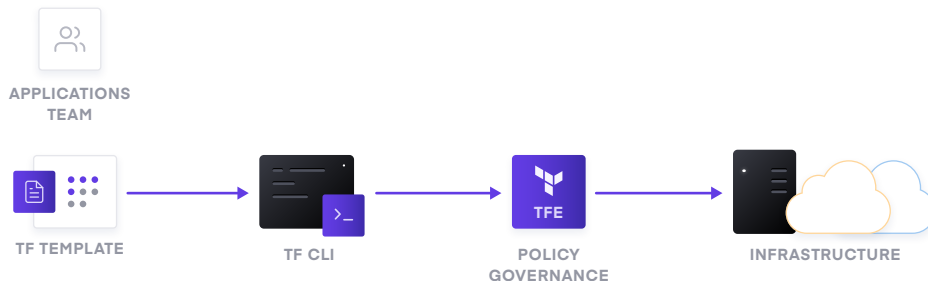 APPLICATIONS
TEAM
TF TEMPLATE
TF CLI
TFE
POLICY
GOVERNANCE
INFRASTRUCTURE